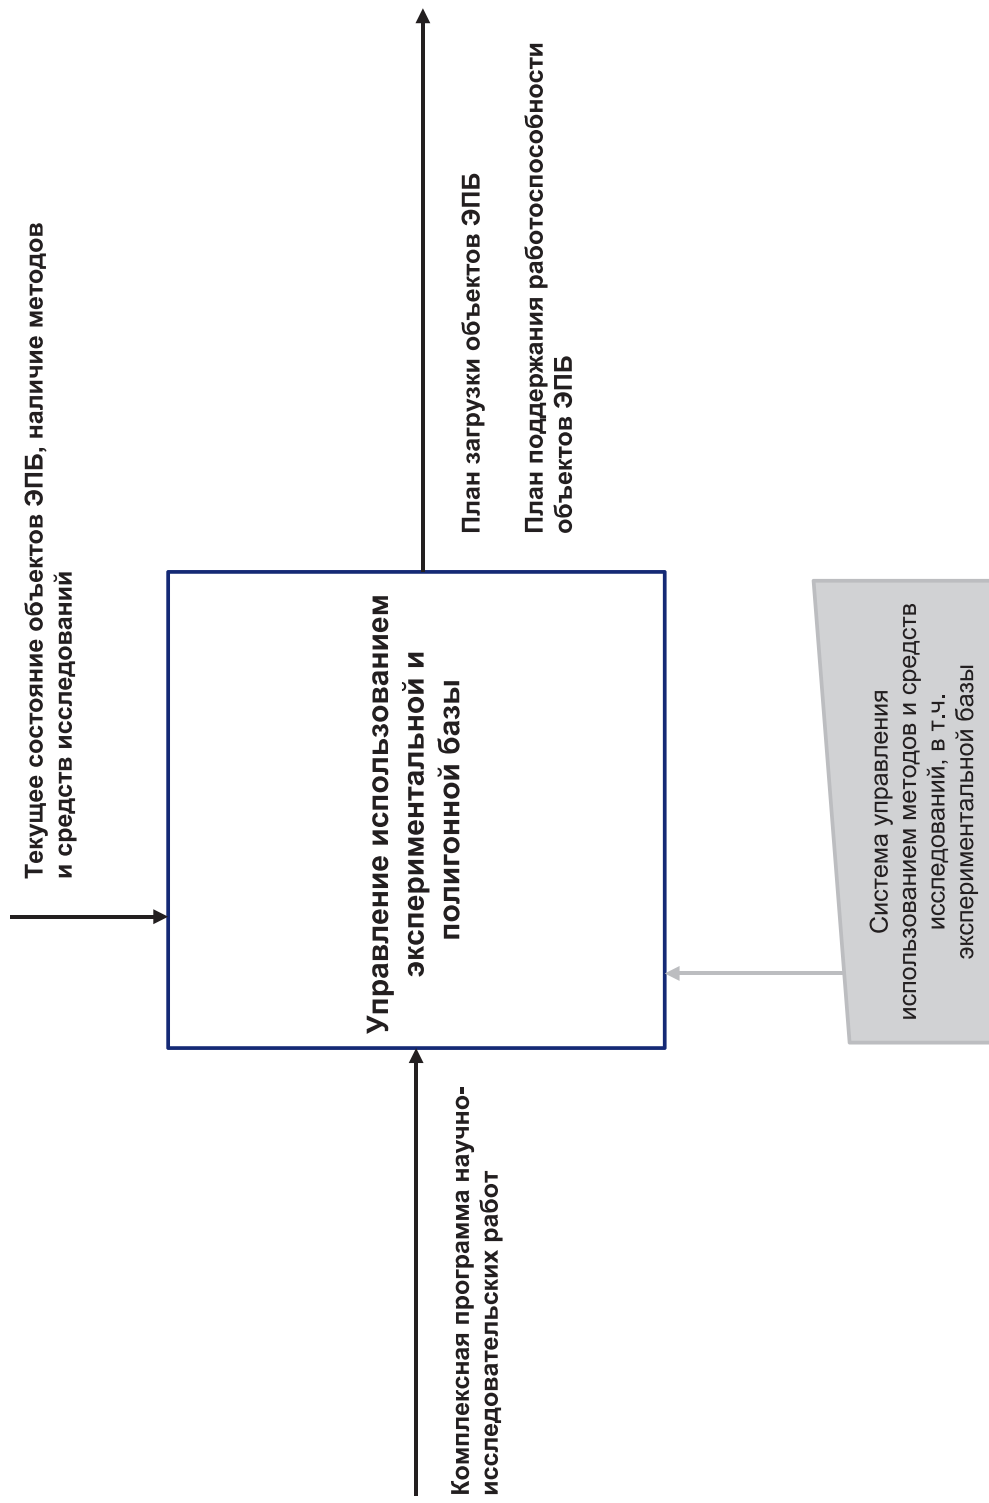 Текущее состояние объектов ЭПБ, наличие методов
и средств исследований
Комплексная программа научно-
исследовательских работ
Управление использованием
экспериментальной и
полигонной базы
План загрузки объектов ЭПБ
План поддержания работоспособности
объектов ЭПБ
Система управления
использованием методов и средств
исследований, в т.ч.
экспериментальной базы